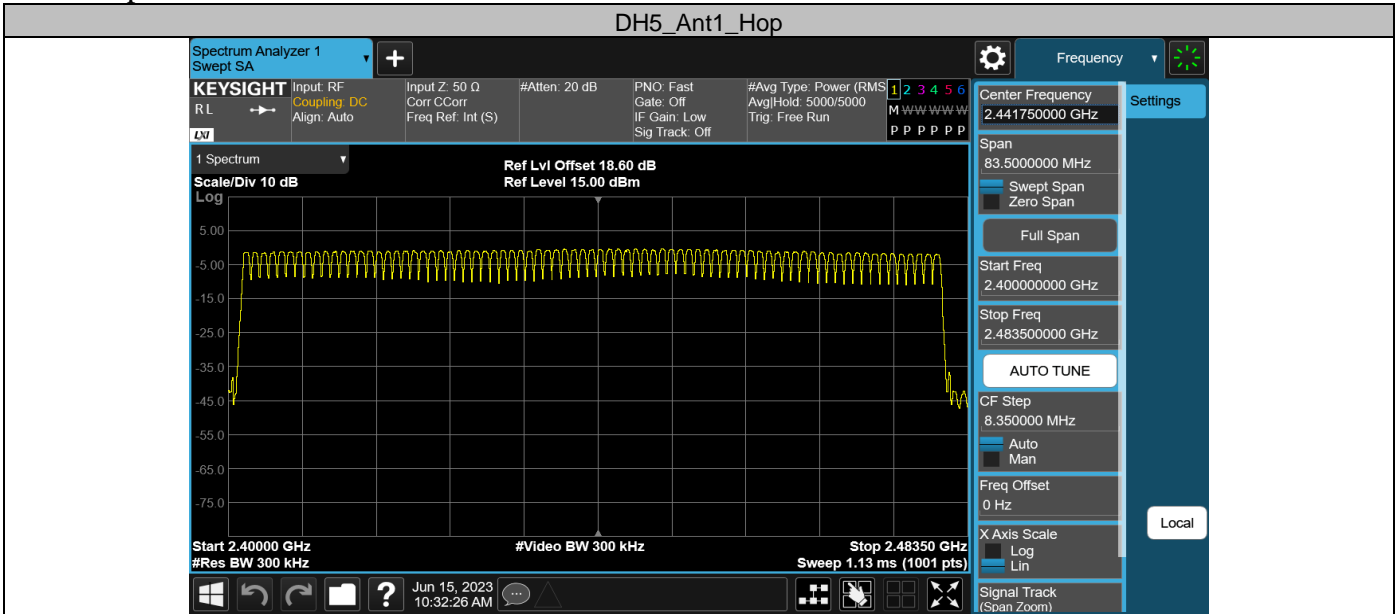 DH5_Ant1_Hop
Spectrum Analyzer 1
Swept SA
Frequency
KEYSIGHT
RL
LXI
Input: RF
Coupling: DC
Align: Auto
Input Z: 50 Ω
Corr CCorr
Freq Ref: Int (S)
#Atten: 20 dB
PNO: Fast
Gate: Off
IF Gain: Low
Sig Track: Off
#Avg Type: Power (RMS
Avg|Hold: 5000/5000
Trig: Free Run
1 2 3 4 5 6
M W W W W W
P P P P P P
1 Spectrum
Scale/Div 10 dB
Ref Lvl Offset 18.60 dB
Ref Level 15.00 dBm
Log
5.00
-5.00
-15.0
-25.0
-35.0
-45.0
-55.0
-65.0
-75.0
Start 2.40000 GHz
#Video BW 300 kHz
Stop 2.48350 GHz
#Res BW 300 kHz
Sweep 1.13 ms (1001 pts)
Jun 15, 2023
10:32:26 AM
Center Frequency
2.441750000 GHz
Settings
Span
83.5000000 MHz
Swept Span
Zero Span
Full Span
Start Freq
2.400000000 GHz
Stop Freq
2.483500000 GHz
AUTO TUNE
CF Step
8.350000 MHz
Auto
Man
Freq Offset
0 Hz
Local
X Axis Scale
Log
Lin
Signal Track
(Span Zoom)